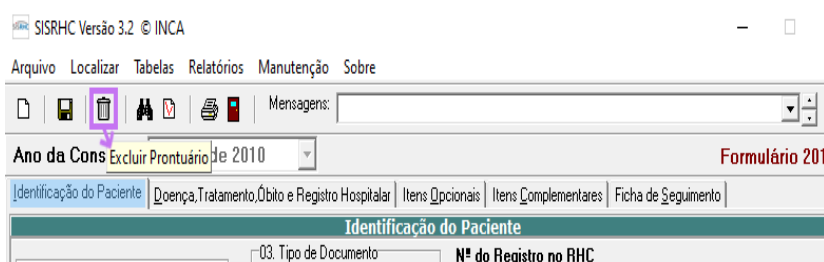 SISRHC Versão 3.2 © INCA
Arquivo Localizar Tabelas Relatórios Manutenção Sobre
Mensagens:
Ano da Cons Excluir Prontuário de 2010 Formulário 201
Identificação do Paciente Doença,Tratamento,Óbito e Registro Hospitalar Itens Opcionais Itens Complementares Ficha de Seguimento
Identificação do Paciente
03. Tipo de Documento Nº do Registro no RHC